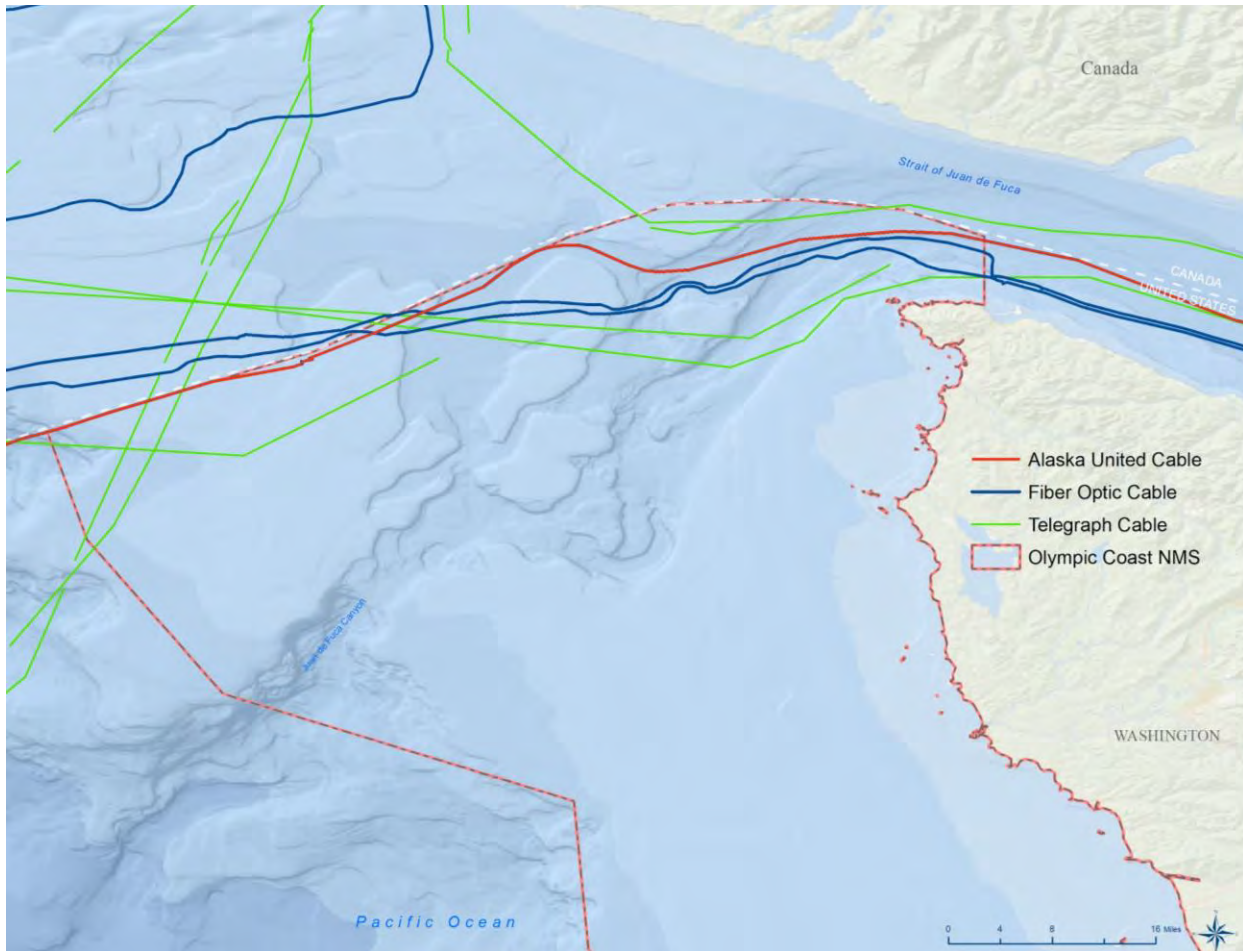 Canada
Strait of Juan de Fuca
CANADA
UNITED STATES
Alaska United Cable
Fiber Optic Cable
Telegraph Cable
Olympic Coast NMS
Juan de Fuca Canyon
WASHINGTON
Pacific Ocean
0 4 8 16 Miles